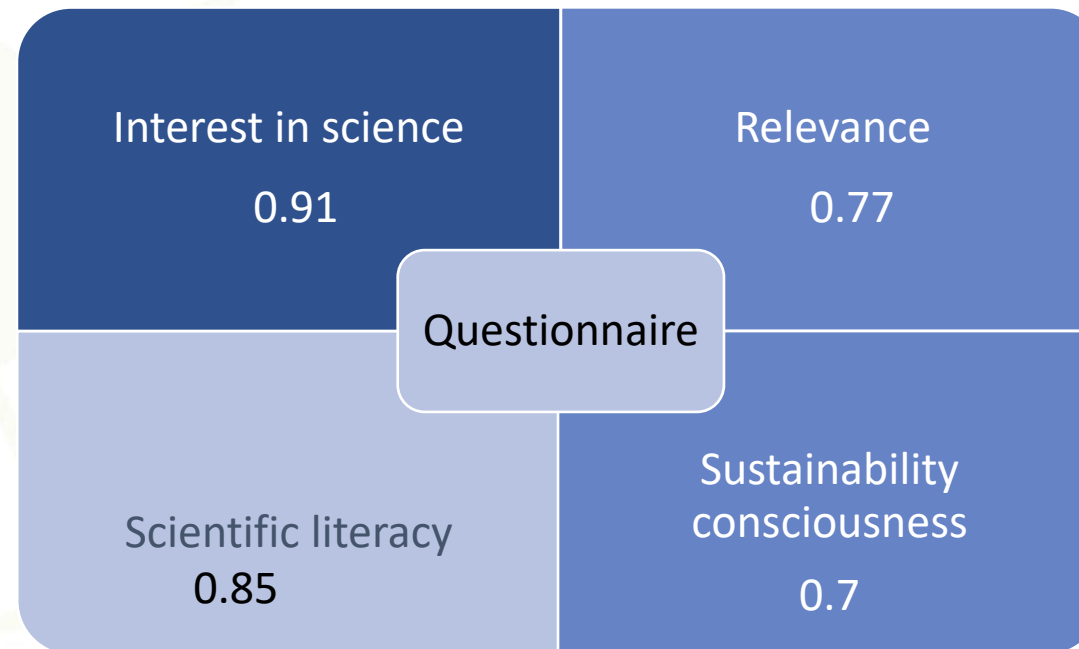 Interest in science
0.91
Relevance
0.77
Questionnaire
Scientific literacy
0.85
Sustainability
consciousness
0.7